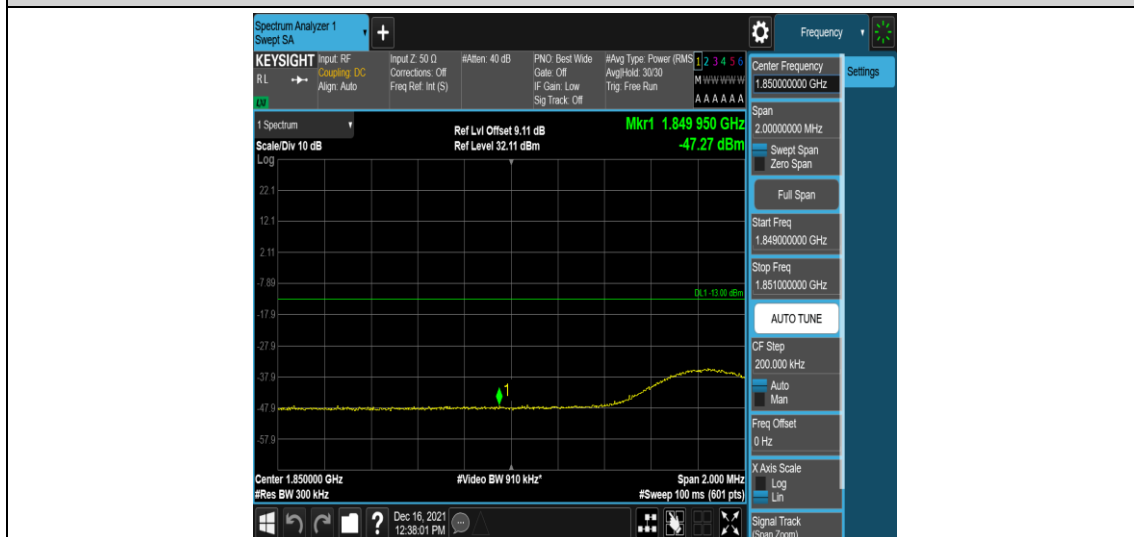 Spectrum Analyzer 1
Swept SA
+
Frequency
KEYSIGHT
RL
LXI
Input: RF
Coupling: DC
Align: Auto
Input Z: 50 Ω
Corrections: Off
Freq Ref: Int (S)
#Atten: 40 dB
PNO: Best Wide
Gate: Off
IF Gain: Low
Sig Track: Off
#Avg Type: Power (RMS
Avg|Hold: 30/30
Trig: Free Run
1 2 3 4 5 6
M W W W W W
A A A A A A
1 Spectrum
Scale/Div 10 dB
Log
Ref Lvl Offset 9.11 dB
Ref Level 32.11 dBm
Mkr1 1.849 950 GHz
-47.27 dBm
22.1
12.1
2.11
-7.89
DL1 -13.00 dBm
-17.9
-27.9
-37.9
1
-47.9
-57.9
Center 1.850000 GHz
#Video BW 910 kHz*
Span 2.000 MHz
#Res BW 300 kHz
#Sweep 100 ms (601 pts)
?
Dec 16, 2021
12:38:01 PM
Center Frequency
1.850000000 GHz
Settings
Span
2.00000000 MHz
Swept Span
Zero Span
Full Span
Start Freq
1.849000000 GHz
Stop Freq
1.851000000 GHz
AUTO TUNE
CF Step
200.000 kHz
Auto
Man
Freq Offset
0 Hz
X Axis Scale
Log
Lin
Signal Track
(Span Zoom)